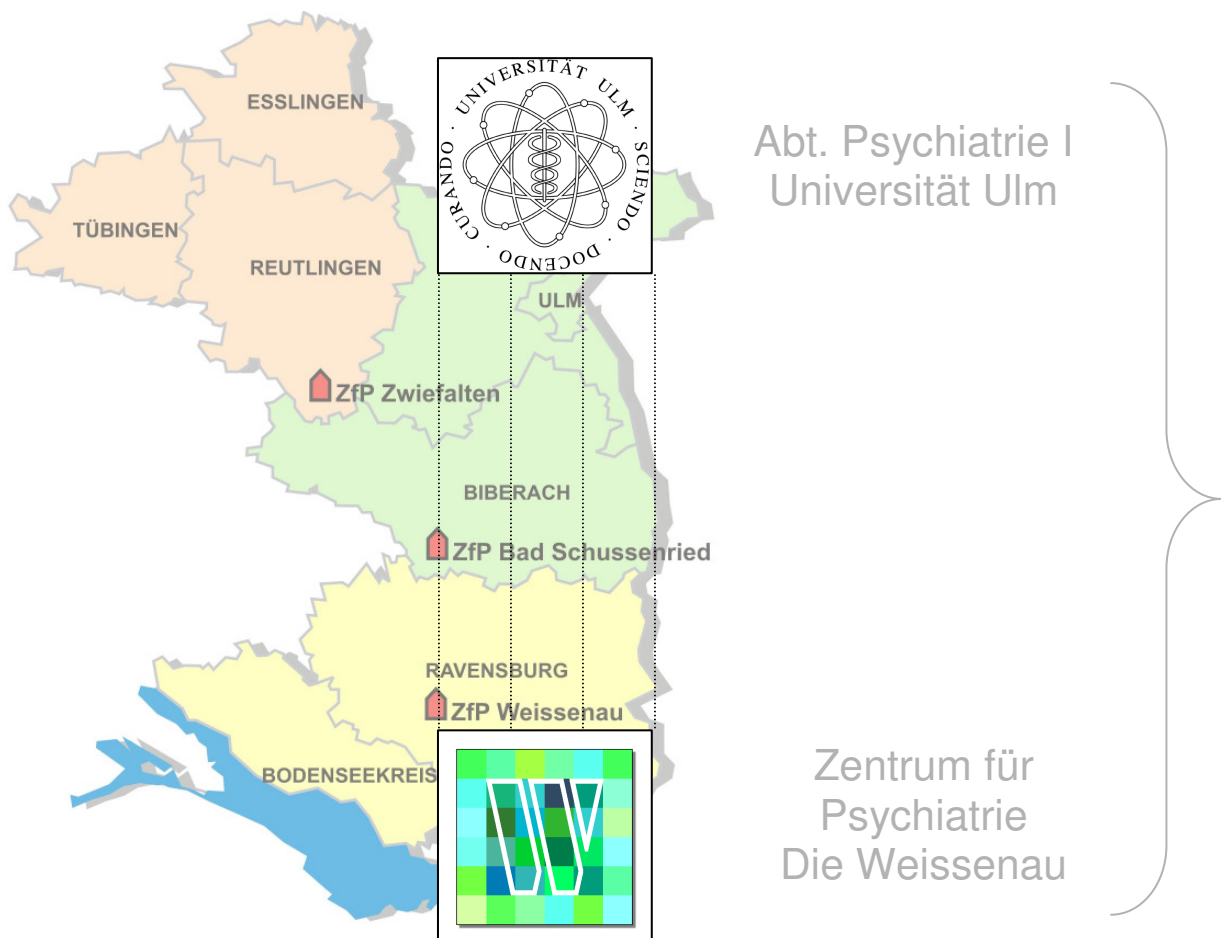 ESSLINGEN
UNIVERSITÄT ULM · SCIENDO · DOCENDO · CURANDO ·
Abt. Psychiatrie I
Universität Ulm
TÜBINGEN
REUTLINGEN
ULM
ZfP Zwiefalten
BIBERACH
ZfP Bad Schussenried
RAVENSBURG
ZfP Weissenau
BODENSEEKREIS
W
Zentrum für
Psychiatrie
Die Weissenau